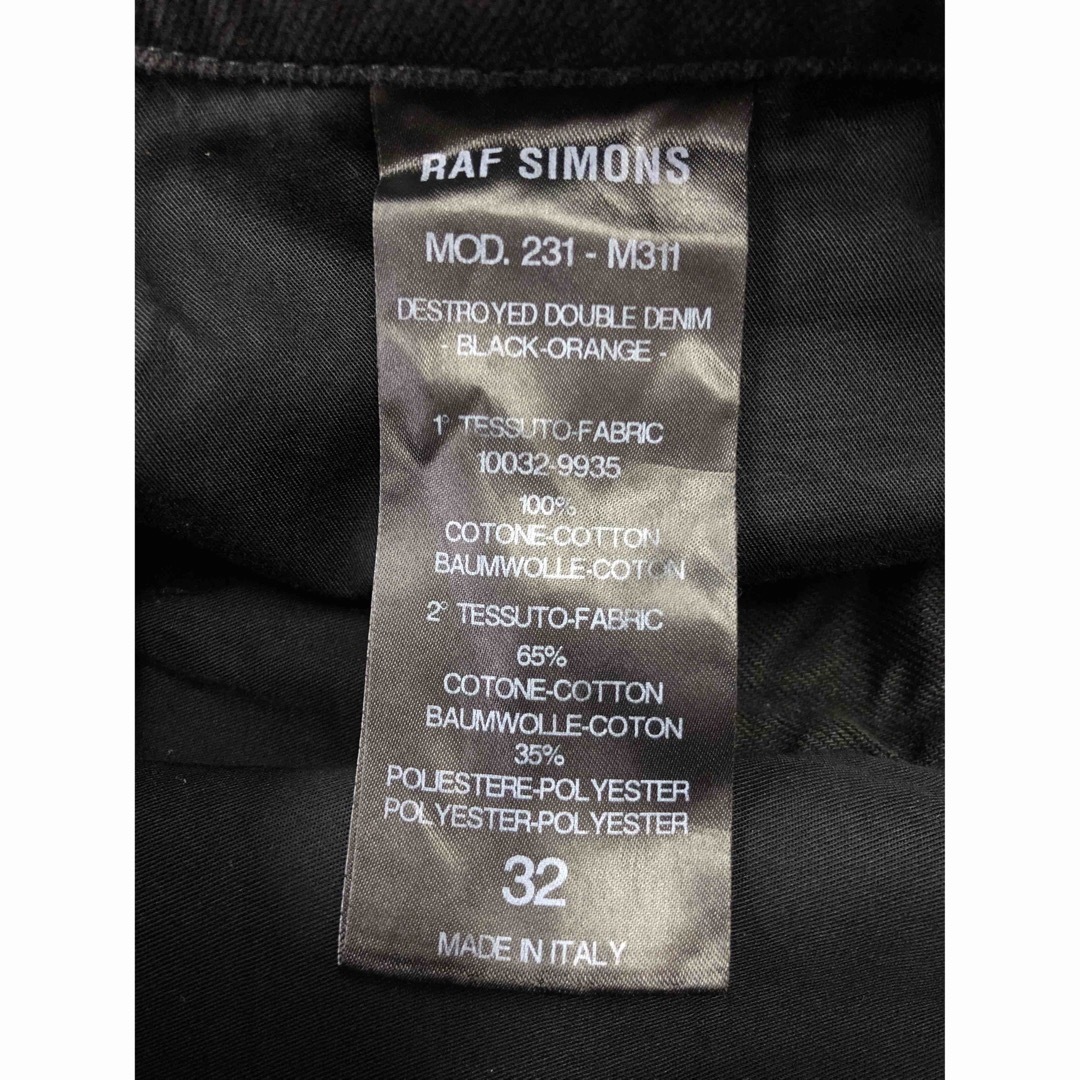 RAF SIMONS
MOD. 231 - M311
DESTROYED DOUBLE DENIM
- BLACK-ORANGE -
1° TESSUTO-FABRIC
10032-9935
100%
COTONE-COTTON
BAUMWOLLE-COTON
2° TESSUTO-FABRIC
65%
COTONE-COTTON
BAUMWOLLE-COTON
35%
POLIESTERE-POLYESTER
POLYESTER-POLYESTER
32
MADE IN ITALY